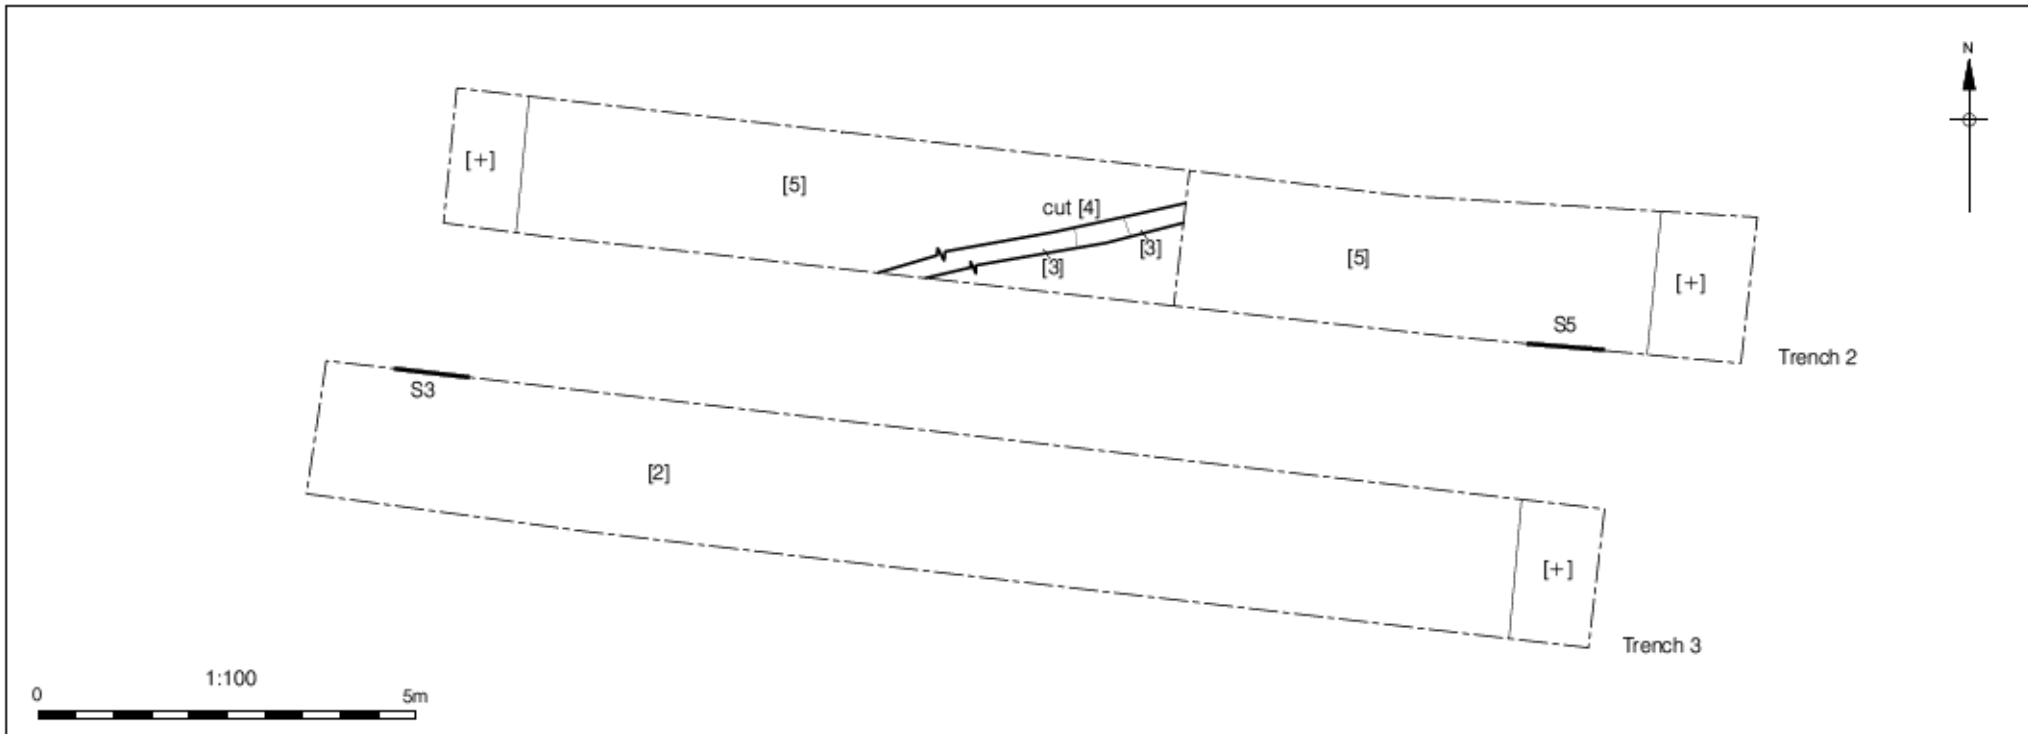 N
[+]
[5]
cut [4]
[3]
[3]
[5]
[+]
S5
Trench 2
S3
[2]
[+]
Trench 3
1:100
0
5m